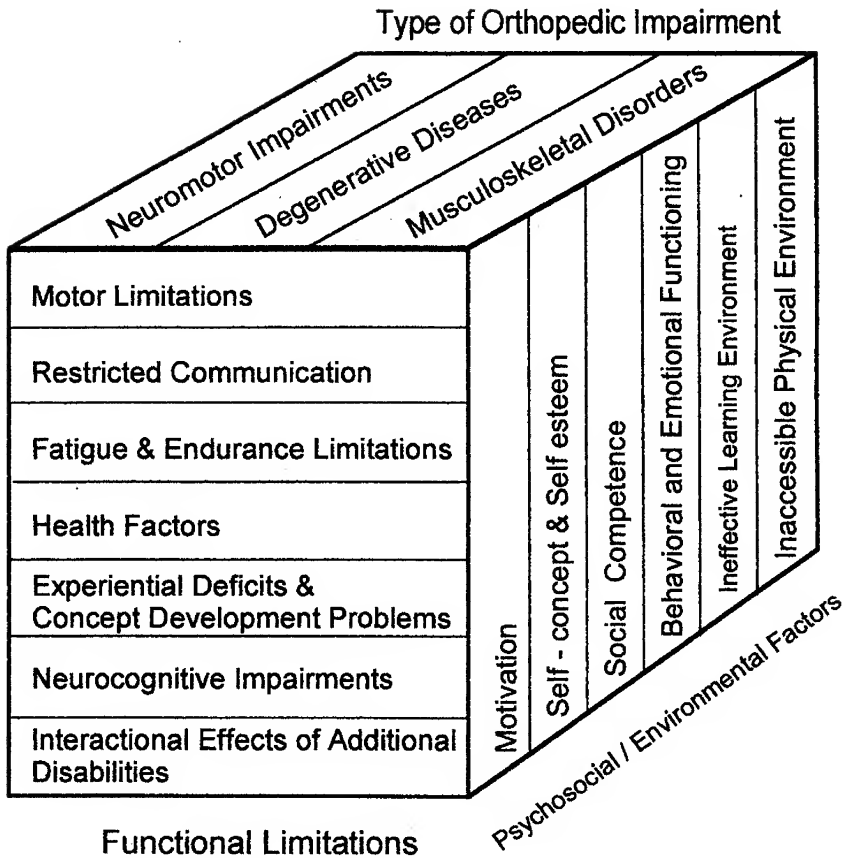 Type of Orthopedic Impairment
Neuromotor Impairments
Degenerative Diseases
Musculoskeletal Disorders
Motor Limitations
Restricted Communication
Fatigue & Endurance Limitations
Health Factors
Experiential Deficits &
Concept Development Problems
Neurocognitive Impairments
Interactional Effects of Additional
Disabilities
Functional Limitations
Motivation
Self - concept & Self esteem
Social Competence
Behavioral and Emotional Functioning
Ineffective Learning Environment
Inaccessible Physical Environment
Psychosocial / Environmental Factors